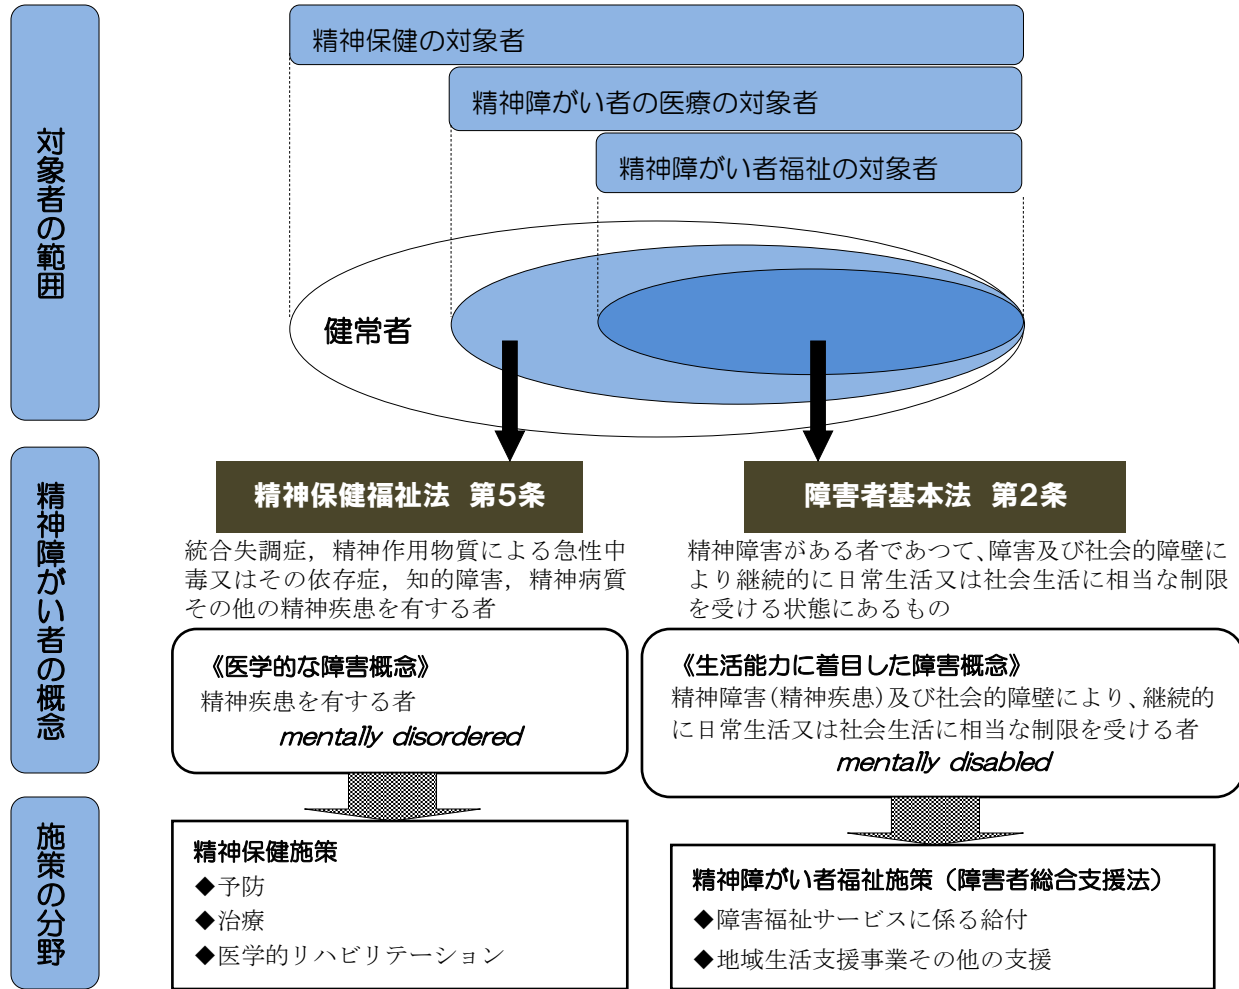 対象者の範囲
精神保健の対象者
精神障がい者の医療の対象者
精神障がい者福祉の対象者
健常者
精神障がい者の概念
精神保健福祉法 第5条
統合失調症，精神作用物質による急性中
毒又はその依存症，知的障害，精神病質
その他の精神疾患を有する者
《医学的な障害概念》
精神疾患を有する者
mentally disordered
障害者基本法 第2条
精神障害がある者であつて、障害及び社会的障壁に
より継続的に日常生活又は社会生活に相当な制限
を受ける状態にあるもの
《生活能力に着目した障害概念》
精神障害(精神疾患)及び社会的障壁により、継続的
に日常生活又は社会生活に相当な制限を受ける者
mentally disabled
施策の分野
精神保健施策
◆予防
◆治療
◆医学的リハビリテーション
精神障がい者福祉施策（障害者総合支援法）
◆障害福祉サービスに係る給付
◆地域生活支援事業その他の支援